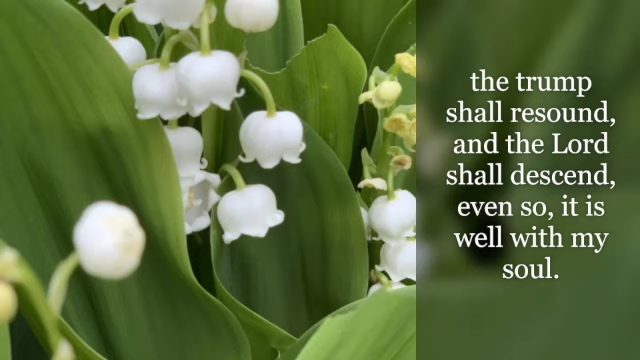 the trump
shall resound,
and the Lord
shall descend,
even so, it is
well with my
soul.